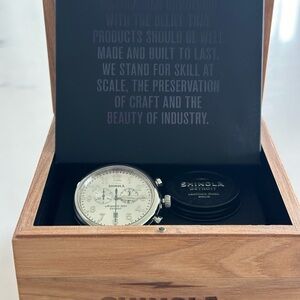 WITH THE BELIEF THAT
PRODUCTS SHOULD BE WELL
MADE AND BUILT TO LAST.
WE STAND FOR SKILL AT
SCALE, THE PRESERVATION
OF CRAFT AND THE
BEAUTY OF INDUSTRY.
SHINOLA
SHINOLA
DETROIT